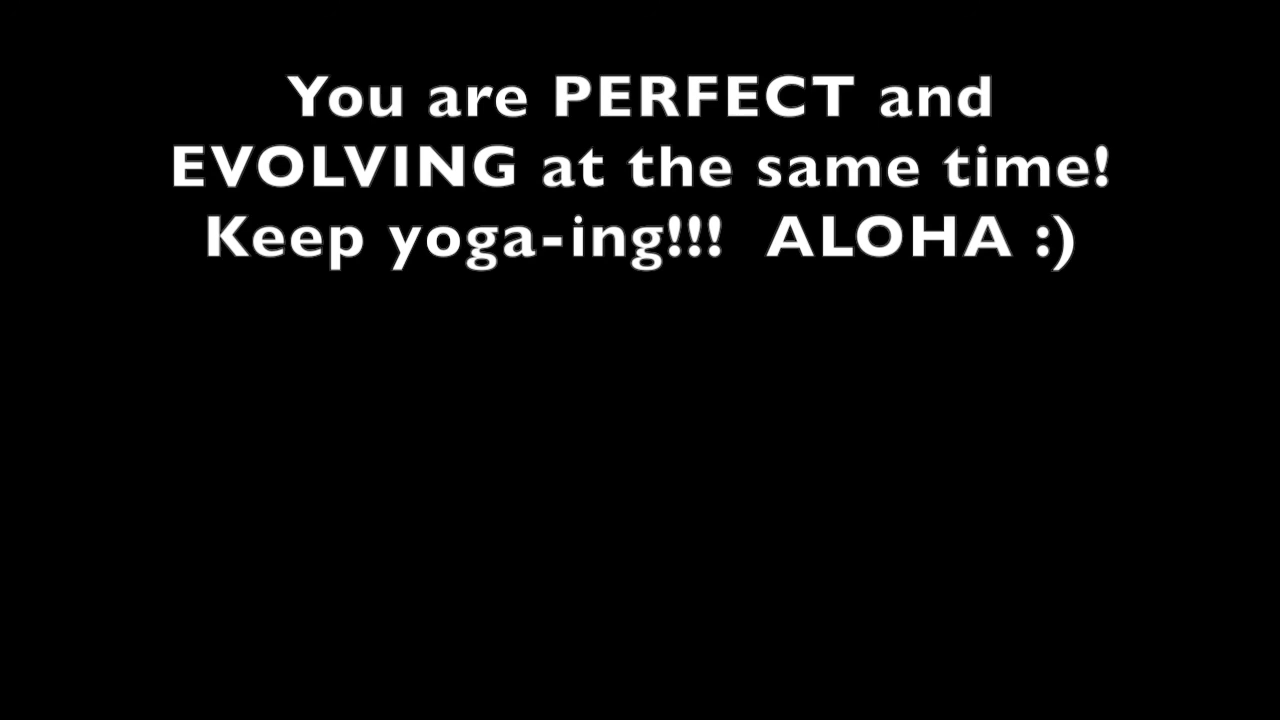 You are PERFECT and
EVOLVING at the same time!
Keep yoga-ing!!!  ALOHA :)